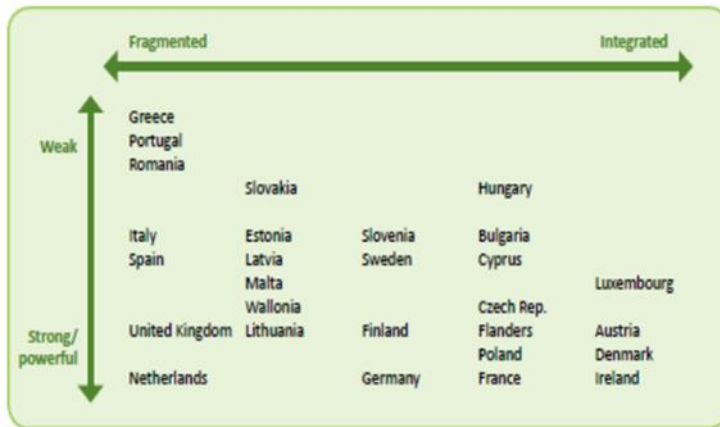 Fragmented Integrated
Greece
Weak Portugal
Romania
Slovakia Hungary
Italy Estonia Slovenia Bulgaria
Spain Latvia Sweden Cyprus
Malta Luxembourg
Wallonia Czech Rep.
Strong/ United Kingdom Lithuania Finland Flanders Austria
powerful Poland Denmark
Netherlands Germany France Ireland